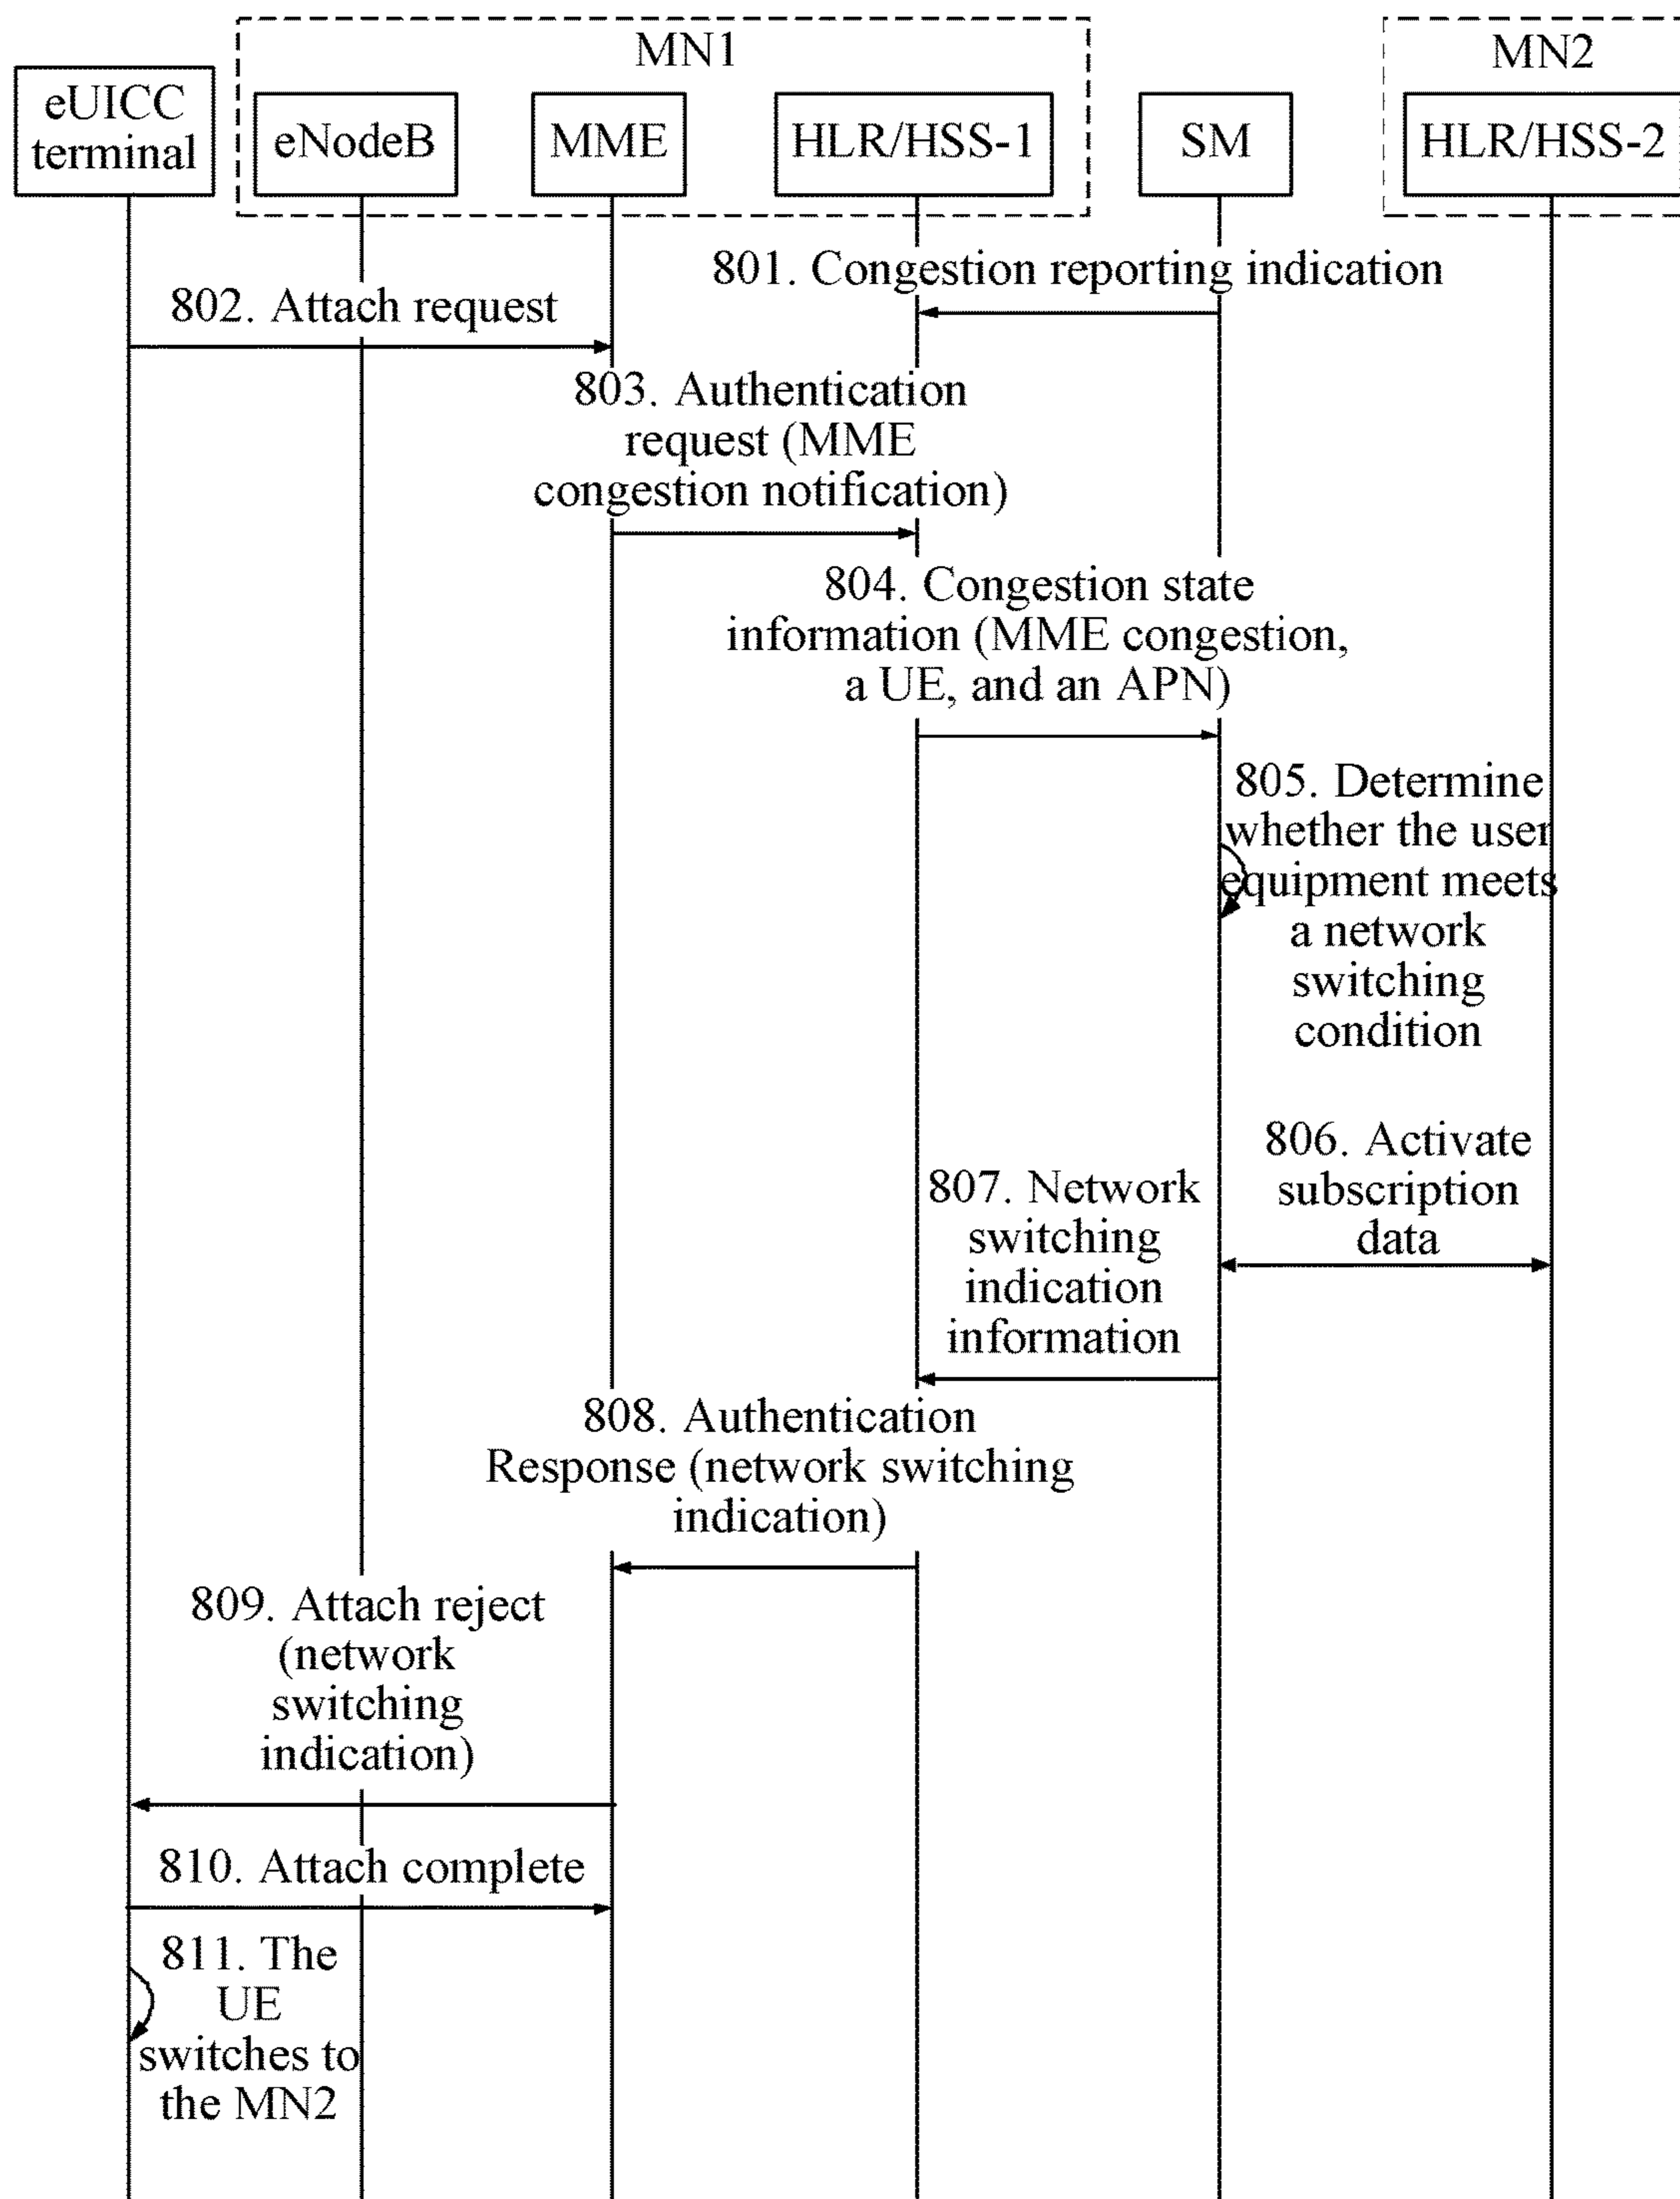 MN1
MN2
eUICC
terminal
eNodeB
MME
HLR/HSS-1
SM
HLR/HSS-2
801. Congestion reporting indication
802. Attach request
803. Authentication
request (MME
congestion notification)
804. Congestion state
information (MME congestion,
a UE, and an APN)
805. Determine
whether the user
equipment meets
a network
switching
condition
806. Activate
subscription
data
807. Network
switching
indication
information
808. Authentication
Response (network switching
indication)
809. Attach reject
(network
switching
indication)
810. Attach complete
811. The
UE
switches to
the MN2